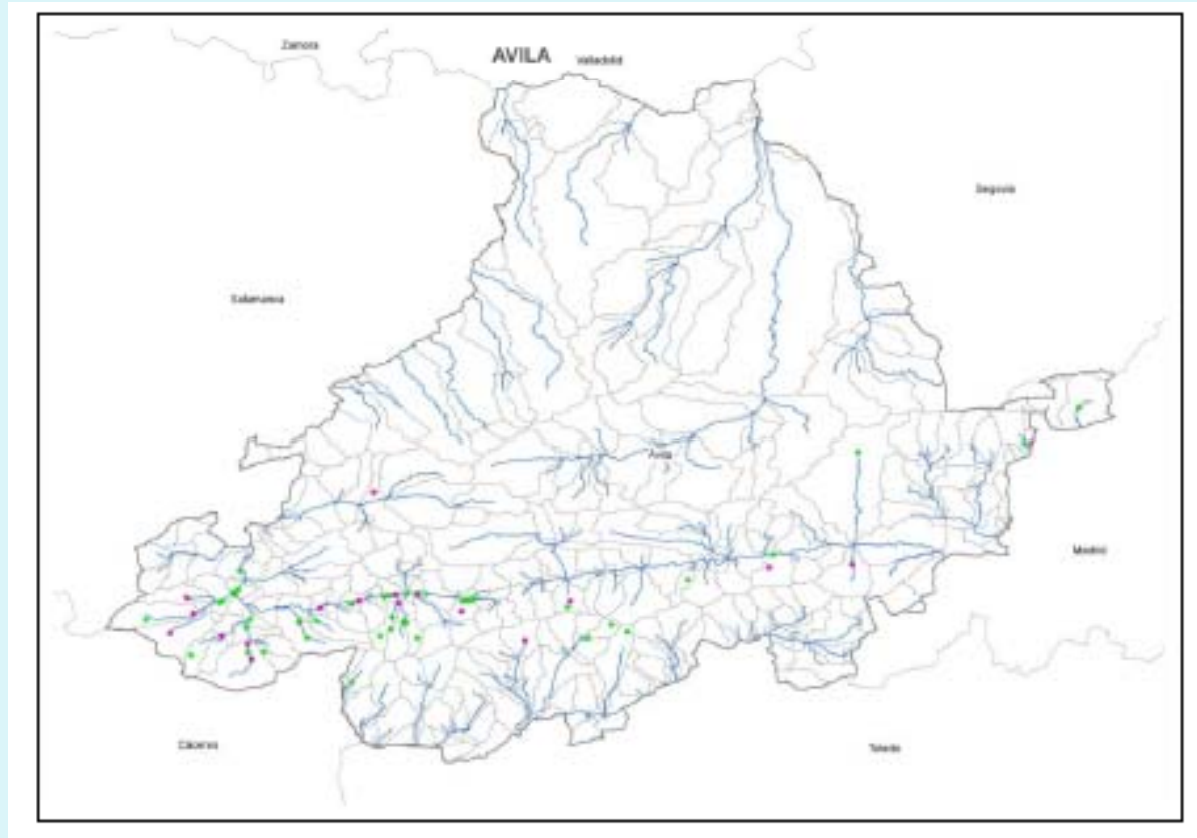 Zamora
AVILA
Valladolid
Segovia
Salamanca
Avila
Madrid
Cáceres
Toledo